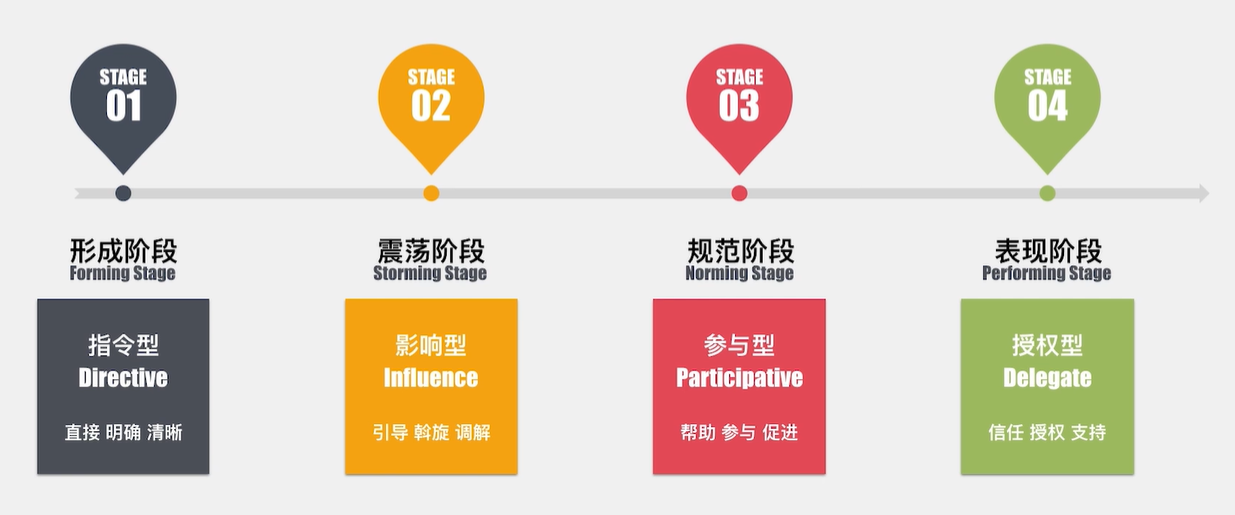 STAGE
01
STAGE
02
STAGE
03
STAGE
04
形成阶段
Forming Stage
震荡阶段
Storming Stage
规范阶段
Norming Stage
表现阶段
Performing Stage
指令型
Directive
直接 明确 清晰
影响型
Influence
引导 斡旋 调解
参与型
Participative
帮助 参与 促进
授权型
Delegate
信任 授权 支持